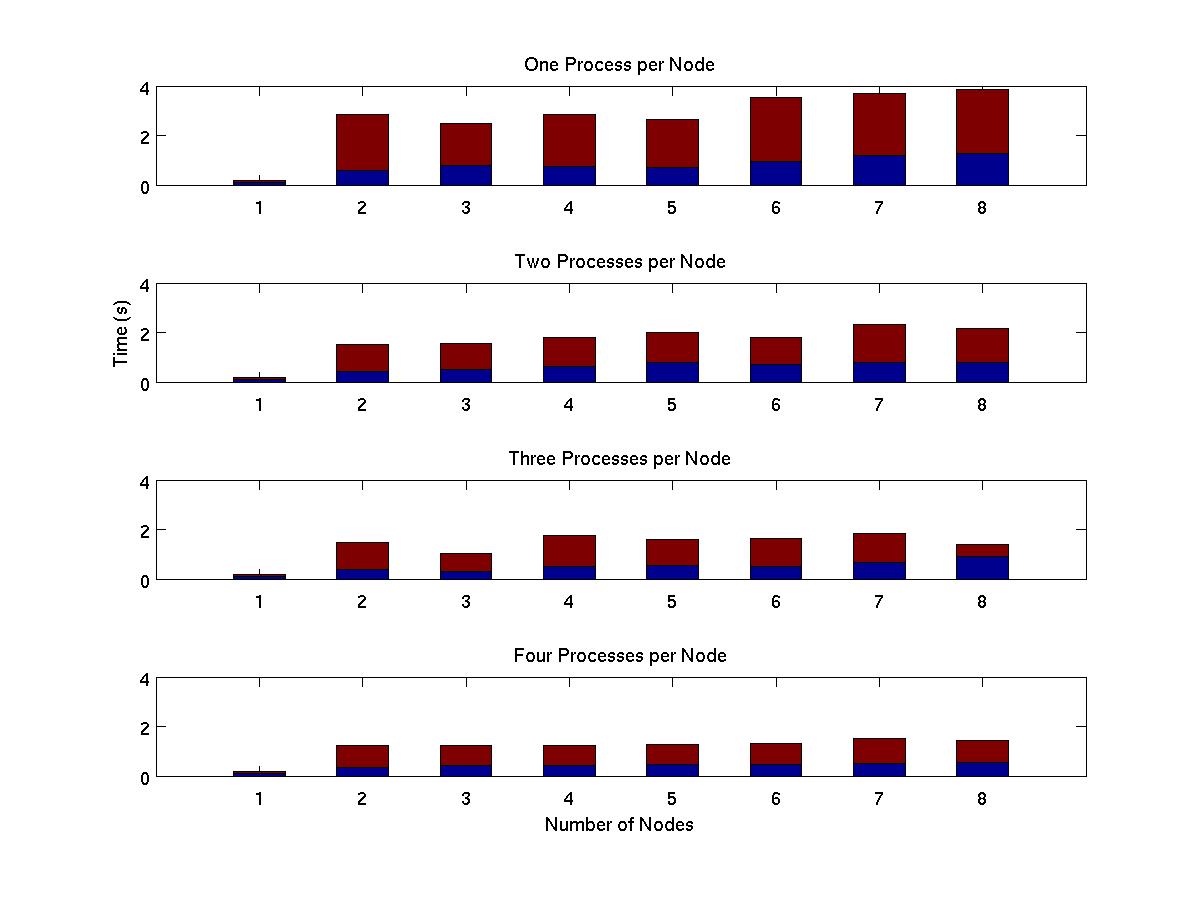 One Process per Node
4
2
0
1 2 3 4 5 6 7 8
Two Processes per Node
4
2
0
1 2 3 4 5 6 7 8
Time (s)
Three Processes per Node
4
2
0
1 2 3 4 5 6 7 8
Four Processes per Node
4
2
0
1 2 3 4 5 6 7 8
Number of Nodes